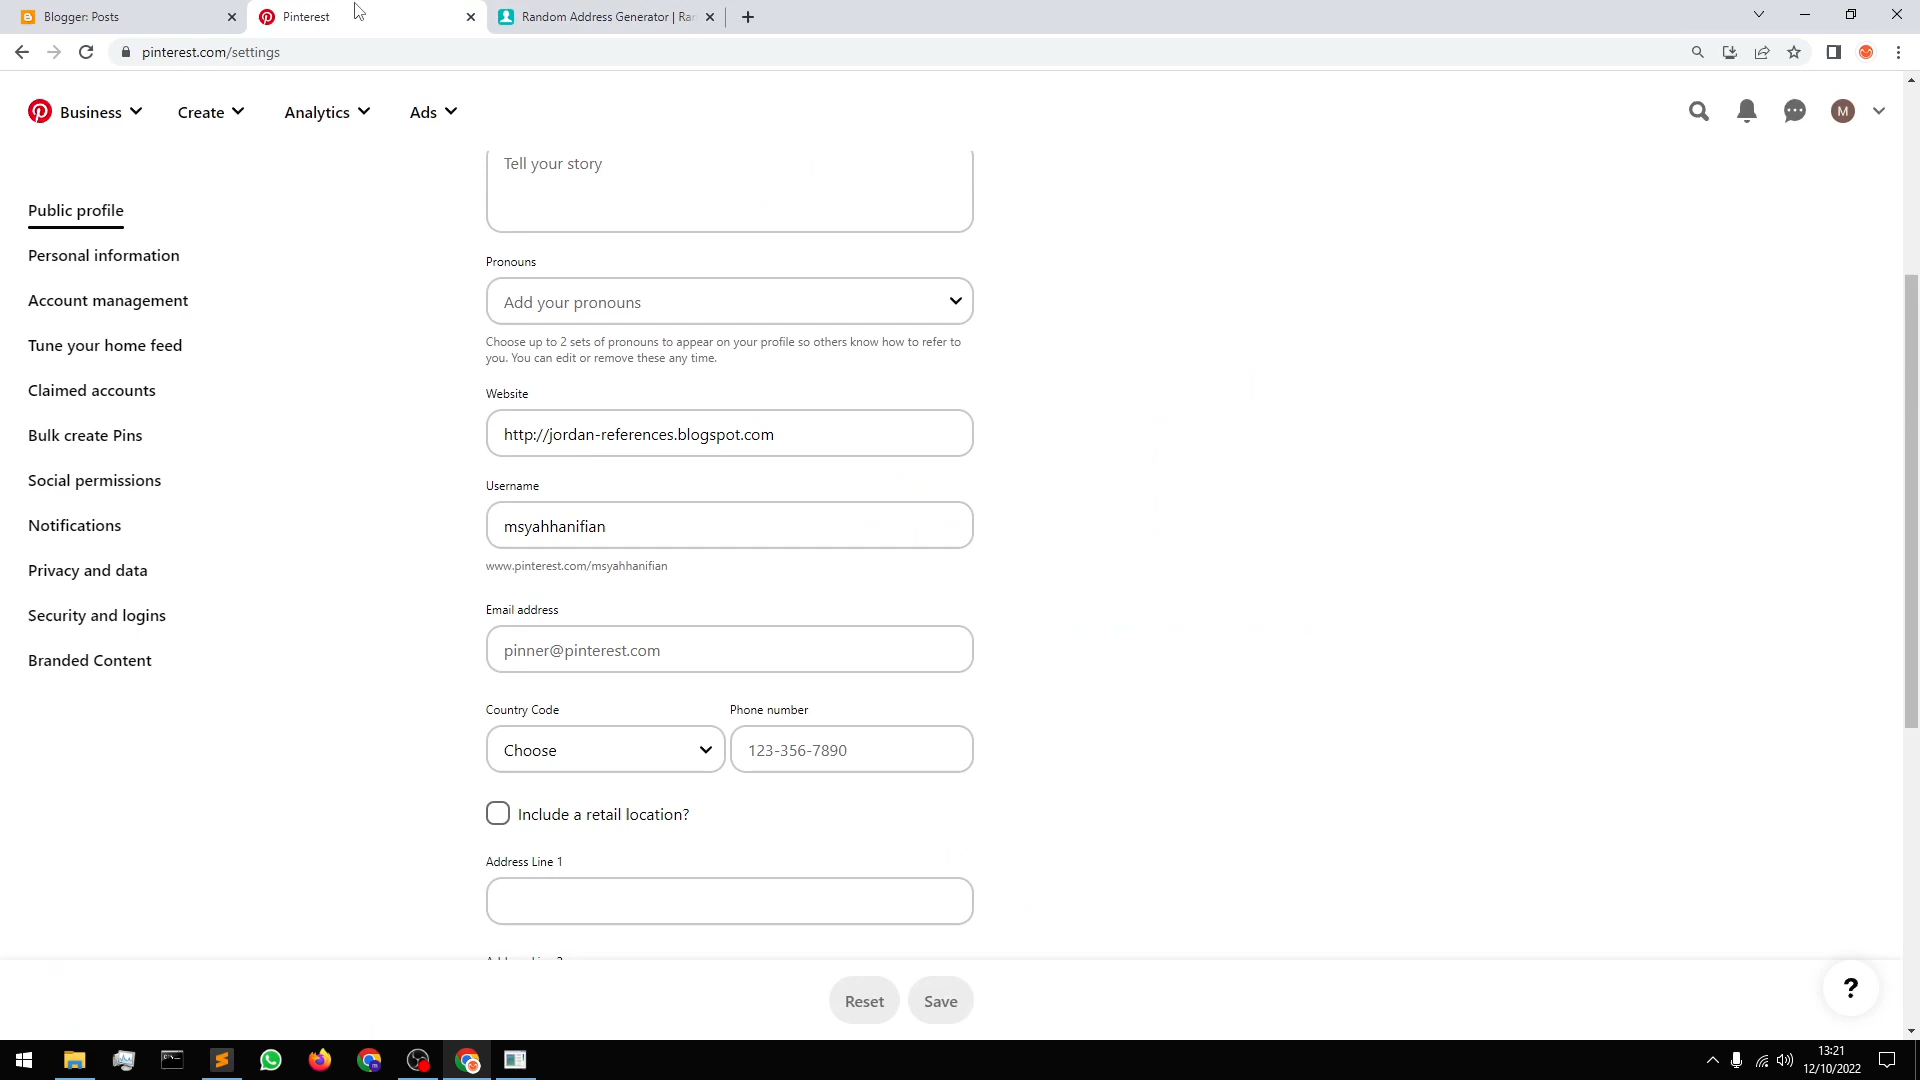 Blogger: Posts
Pinterest
Random Address Generator | Ran
pinterest.com/settings
Business
Create
Analytics
Ads
M
Tell your story
Public profile
Personal information
Account management
Tune your home feed
Claimed accounts
Bulk create Pins
Social permissions
Notifications
Privacy and data
Security and logins
Branded Content
Pronouns
Add your pronouns
Choose up to 2 sets of pronouns to appear on your profile so others know how to refer to
you. You can edit or remove these any time.
Website
http://jordan-references.blogspot.com
Username
msyahhanifian
www.pinterest.com/msyahhanifian
Email address
pinner@pinterest.com
Country Code
Phone number
Choose
123-356-7890
Include a retail location?
Address Line 1
Reset
Save
?
13:21
12/10/2022